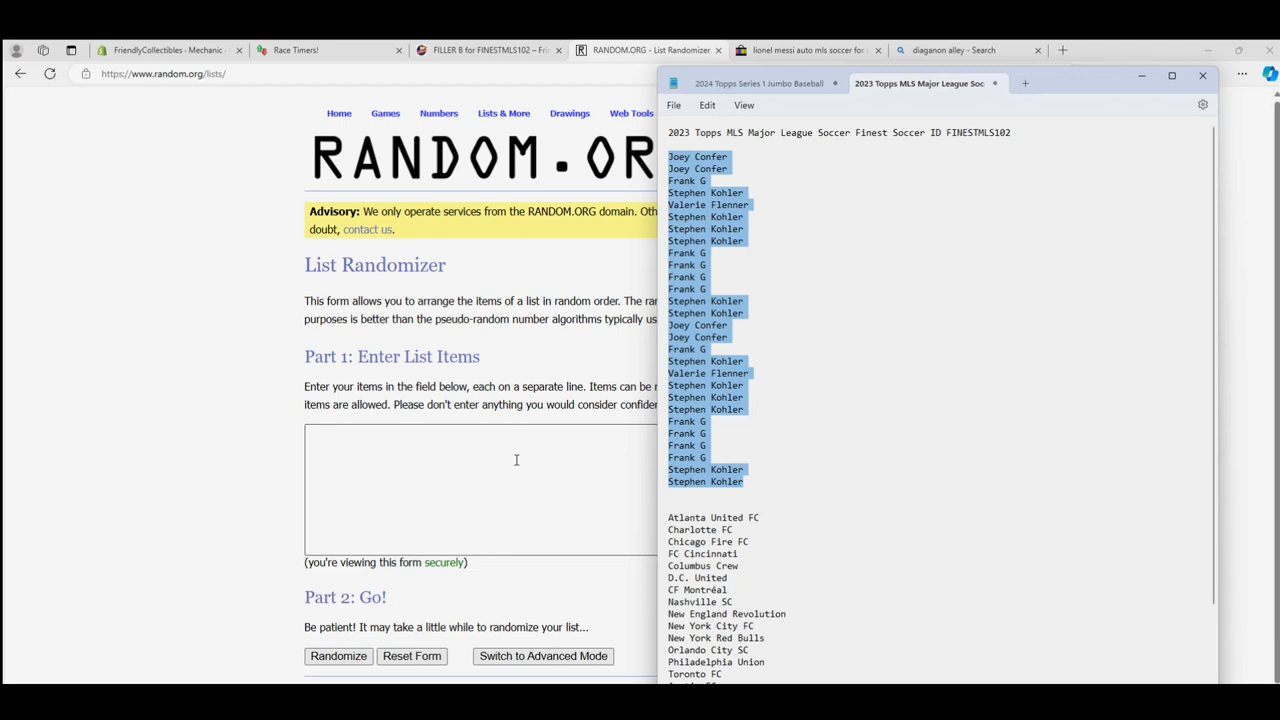 FriendlyCollectibles - Mechanic -
Race Timers!
FILLER B for FINESTMLS102 – Fri
RANDOM.ORG - List Randomizer
lionel messi auto mls soccer for
diaganon alley - Search
https://www.random.org/lists/
Home Games Numbers Lists & More Drawings Web Tools
RANDOM.OR
Advisory: We only operate services from the RANDOM.ORG domain. Oth
doubt, contact us.
List Randomizer
This form allows you to arrange the items of a list in random order. The ra
purposes is better than the pseudo-random number algorithms typically us
Part 1: Enter List Items
Enter your items in the field below, each on a separate line. Items can be n
items are allowed. Please don't enter anything you would consider confide
(you're viewing this form securely)
Part 2: Go!
Be patient! It may take a little while to randomize your list...
Randomize Reset Form Switch to Advanced Mode
2024 Topps Series 1 Jumbo Baseball
2023 Topps MLS Major League Soc
File Edit View
2023 Topps MLS Major League Soccer Finest Soccer ID FINESTMLS102
Joey Confer
Joey Confer
Frank G
Stephen Kohler
Valerie Flenner
Stephen Kohler
Stephen Kohler
Stephen Kohler
Frank G
Frank G
Frank G
Frank G
Stephen Kohler
Stephen Kohler
Joey Confer
Joey Confer
Frank G
Stephen Kohler
Valerie Flenner
Stephen Kohler
Stephen Kohler
Stephen Kohler
Frank G
Frank G
Frank G
Frank G
Stephen Kohler
Stephen Kohler
Atlanta United FC
Charlotte FC
Chicago Fire FC
FC Cincinnati
Columbus Crew
D.C. United
CF Montréal
Nashville SC
New England Revolution
New York City FC
New York Red Bulls
Orlando City SC
Philadelphia Union
Toronto FC